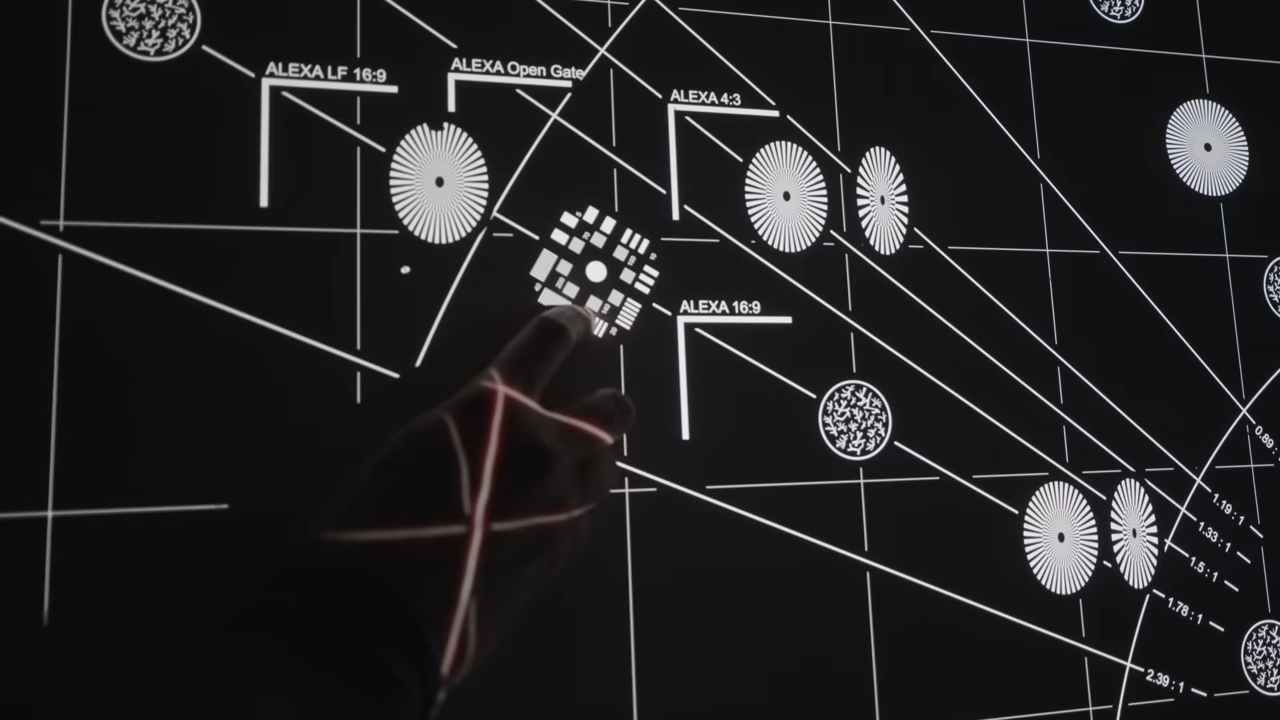 ALEXA LF 16:9
ALEXA Open Gate
ALEXA 4:3
ALEXA 16:9
0.89:
1.19:1
1.33:1
1.5:1
1.78:1
2.39:1